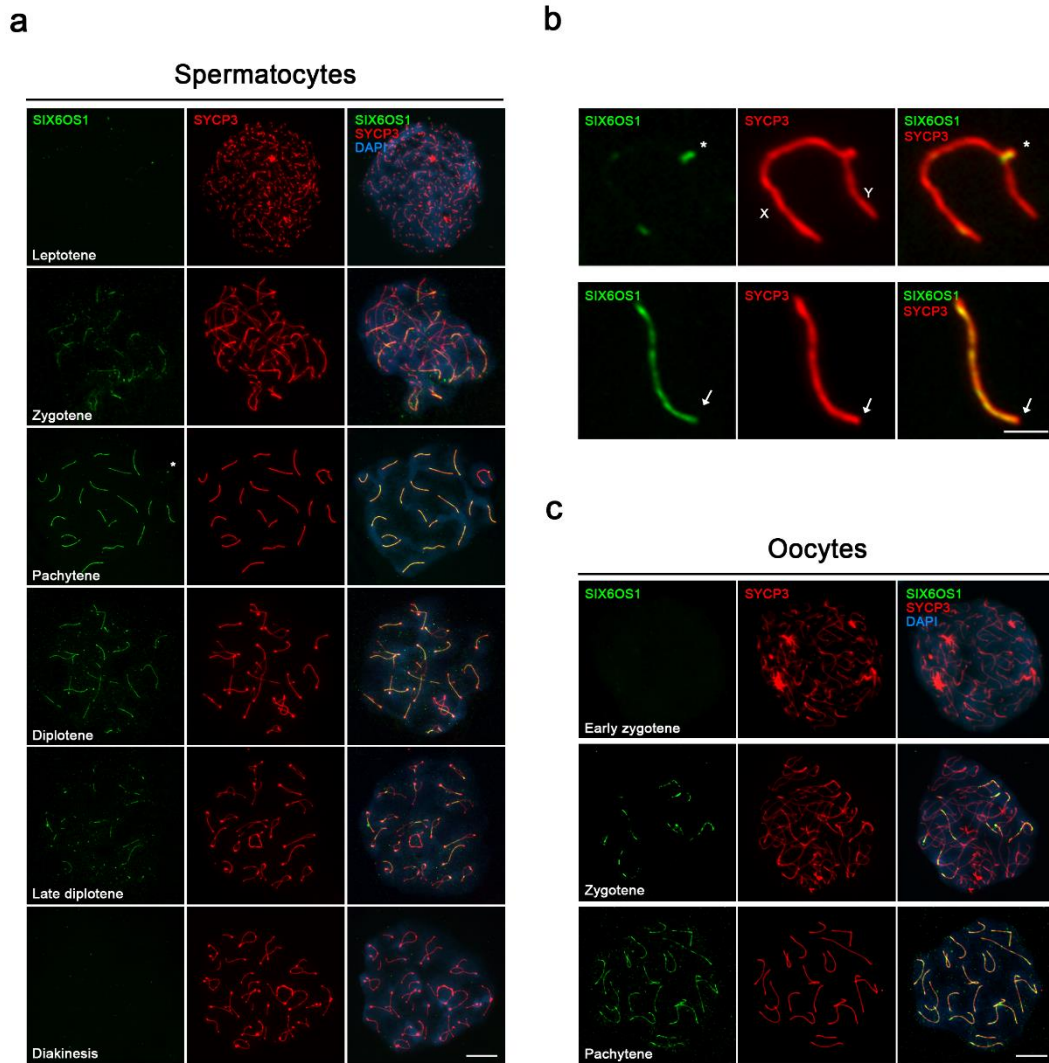 a
Spermatocytes
SIX6OS1
SYCP3
SIX6OS1
SYCP3
DAPI
Leptotene
Zygotene
*
Pachytene
Diplotene
Late diplotene
Diakinesis
b
SIX6OS1
*
SYCP3
X
Y
SIX6OS1
SYCP3
*
SIX6OS1
SYCP3
SIX6OS1
SYCP3
c
Oocytes
SIX6OS1
SYCP3
SIX6OS1
SYCP3
DAPI
Early zygotene
Zygotene
Pachytene